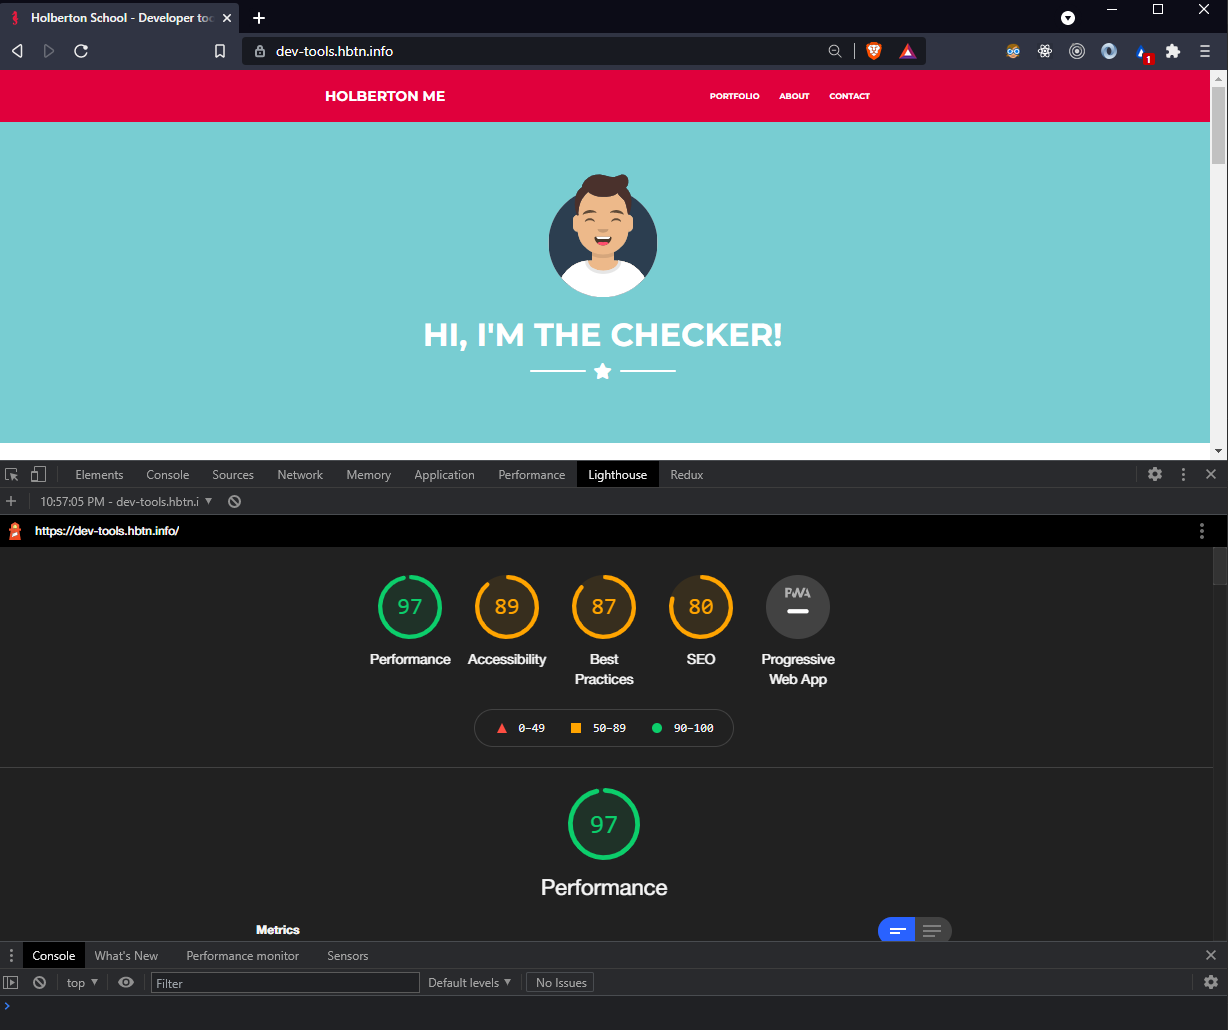 Holberton School - Developer too
dev-tools.hbtn.info
1
HOLBERTON ME
PORTFOLIO ABOUT CONTACT
HI, I'M THE CHECKER!
Elements Console Sources Network Memory Application Performance Lighthouse Redux
10:57:05 PM - dev-tools.hbtn.i
https://dev-tools.hbtn.info/
97 89 87 80 PWA
Performance Accessibility Best Practices SEO Progressive Web App
0–49 50–89 90–100
97
Performance
Metrics
Console What's New Performance monitor Sensors
top Filter Default levels No Issues